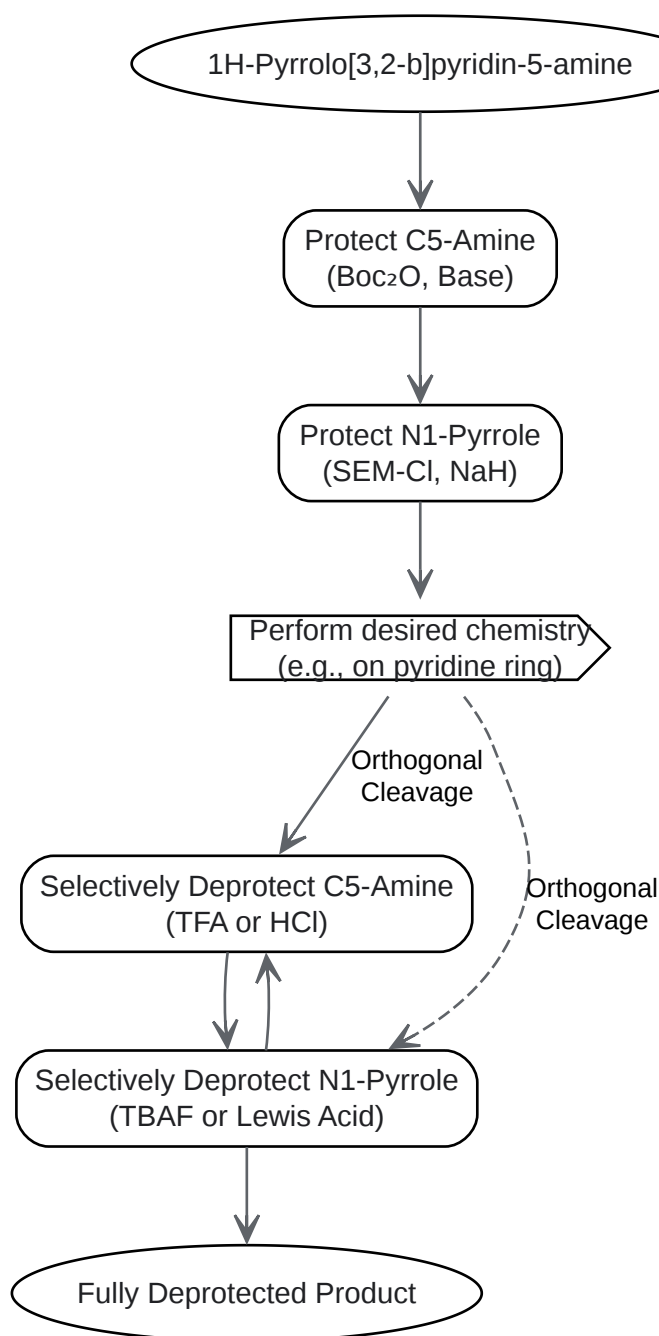 1H-Pyrrolo[3,2-b]pyridin-5-amine
Protect C5-Amine
(Boc₂O, Base)
Protect N1-Pyrrole
(SEM-Cl, NaH)
Perform desired chemistry
(e.g., on pyridine ring)
Orthogonal
Cleavage
Selectively Deprotect C5-Amine
(TFA or HCl)
Orthogonal
Cleavage
Selectively Deprotect N1-Pyrrole
(TBAF or Lewis Acid)
Fully Deprotected Product